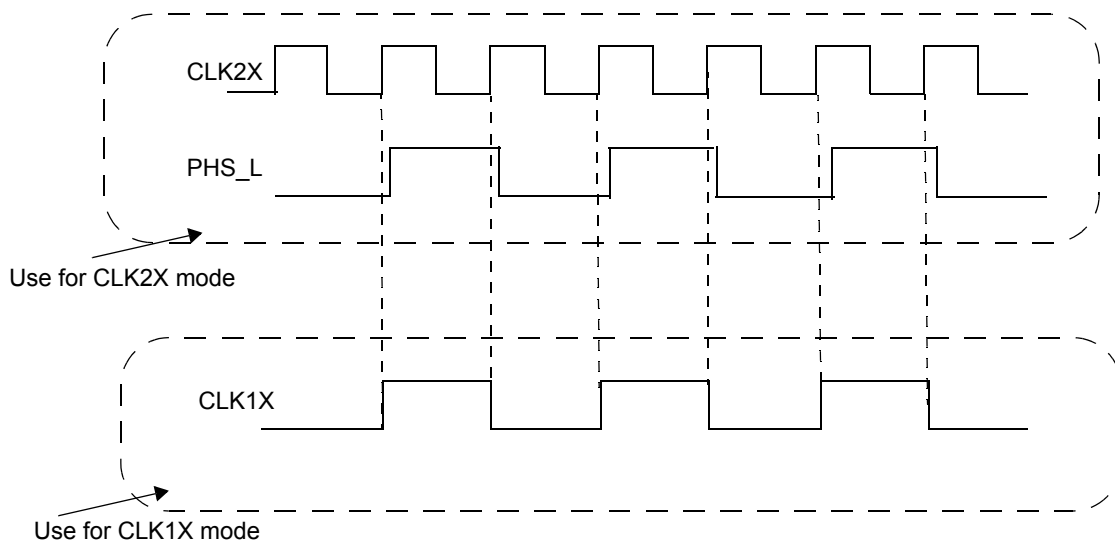 CLK2X
PHS_L
Use for CLK2X mode
CLK1X
Use for CLK1X mode